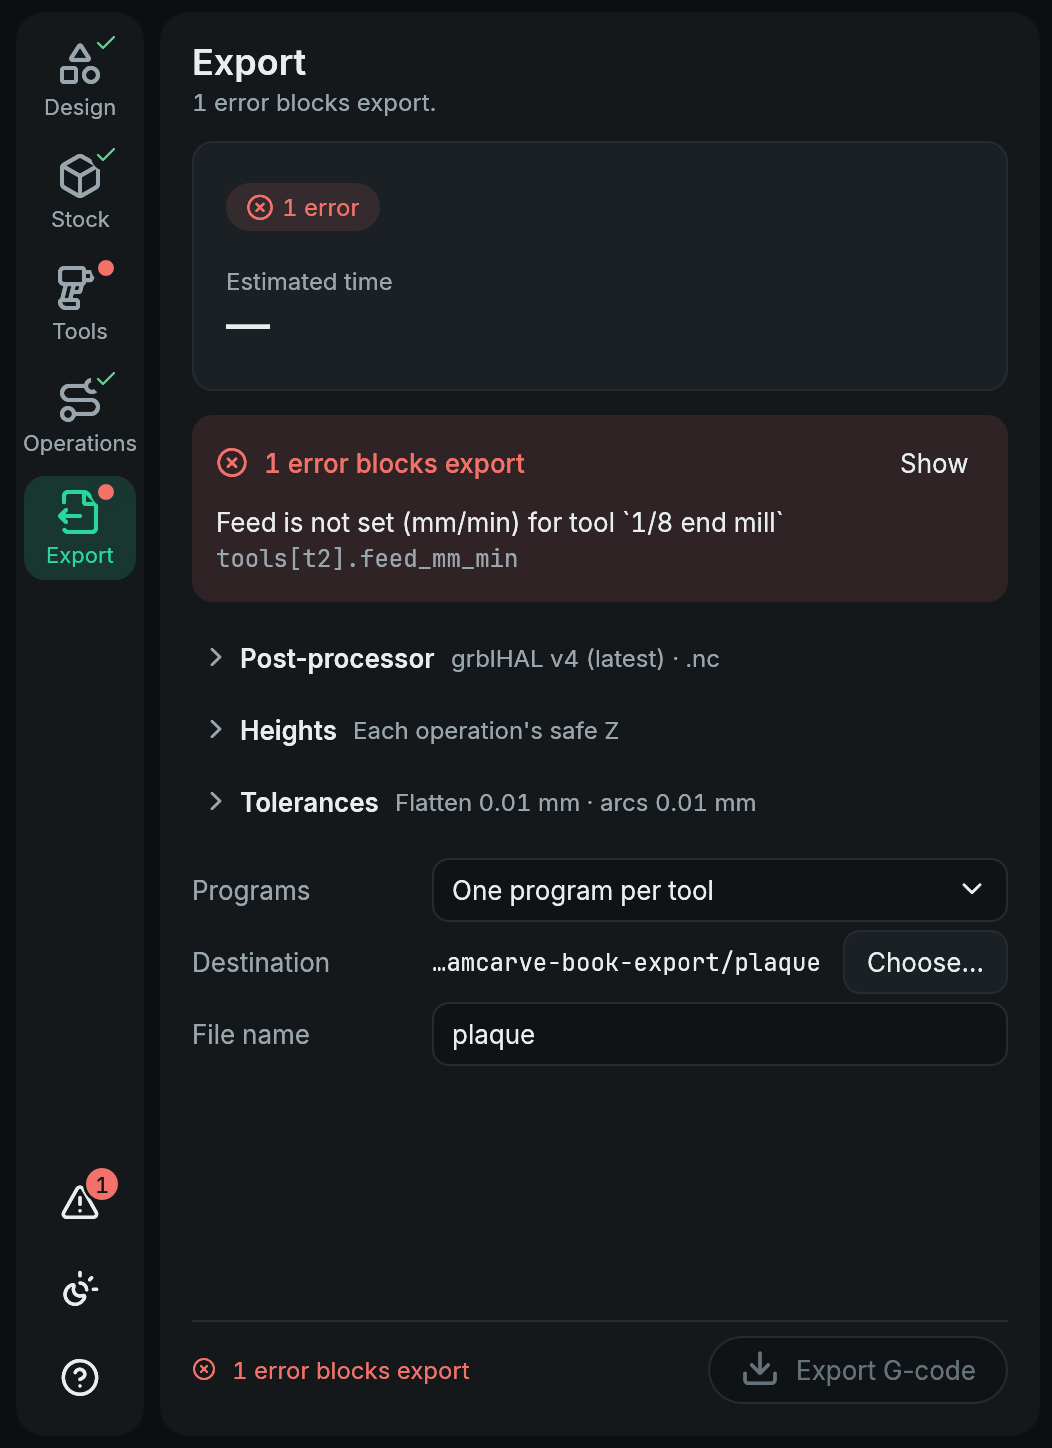 Design
Stock
Tools
Operations
Export
1
Export
1 error blocks export.
1 error
Estimated time
—
1 error blocks export
Show
Feed is not set (mm/min) for tool `1/8 end mill`
tools[t2].feed_mm_min
Post-processor grblHAL v4 (latest) · .nc
Heights Each operation's safe Z
Tolerances Flatten 0.01 mm · arcs 0.01 mm
Programs One program per tool
Destination …amcarve-book-export/plaque Choose...
File name plaque
1 error blocks export Export G-code